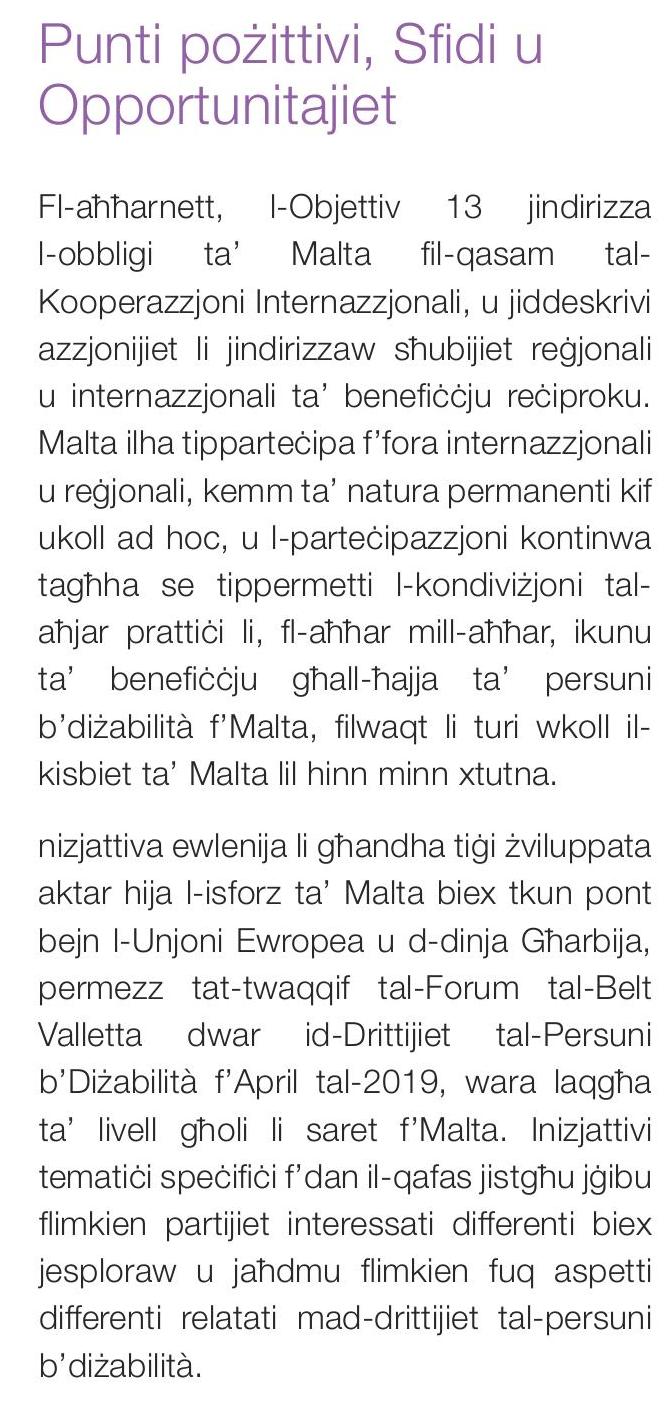 Punti pożittivi, Sfidi u
Opportunitajiet
Fl-aħħarnett, l-Objettiv 13 jindirizza
l-obbligi ta’ Malta fil-qasam tal-
Kooperazzjoni Internazzjonali, u jiddeskrivi
azzjonijiet li jindirizzaw sħubijiet reġjonali
u internazzjonali ta’ benefiċċju reċiproku.
Malta ilha tipparteċipa f’fora internazzjonali
u reġjonali, kemm ta’ natura permanenti kif
ukoll ad hoc, u l-parteċipazzjoni kontinwa
tagħha se tippermetti l-kondiviżjoni tal-
aħjar prattiċi li, fl-aħħar mill-aħħar, ikunu
ta’ benefiċċju għall-ħajja ta’ persuni
b’diżabilità f’Malta, filwaqt li turi wkoll il-
kisbiet ta’ Malta lil hinn minn xtutna.
nizjattiva ewlenija li għandha tiġi żviluppata
aktar hija l-isforz ta’ Malta biex tkun pont
bejn l-Unjoni Ewropea u d-dinja Għarbija,
permezz tat-twaqqif tal-Forum tal-Belt
Valletta dwar id-Drittijiet tal-Persuni
b’Diżabilità f’April tal-2019, wara laqgħa
ta’ livell għoli li saret f’Malta. Inizjattivi
tematiċi speċifiċi f’dan il-qafas jistgħu jġibu
flimkien partijiet interessati differenti biex
jesploraw u jaħdmu flimkien fuq aspetti
differenti relatati mad-drittijiet tal-persuni
b’diżabilità.